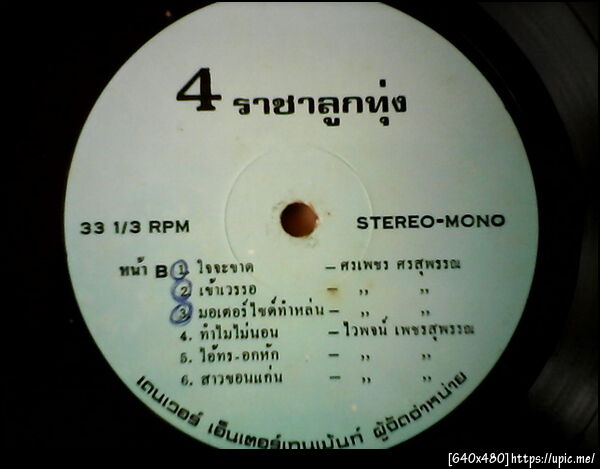 4 ราชาลูกทุ่ง
33 1/3 RPM
STEREO-MONO
หน้า B 1. ใจจะขาด – ศรเพชร ศรสุพรรณ
2. เข้าเวรรอ – ,, ,,
3. มอเตอร์ไซด์ทำหล่น – ,, ,,
4. ทำไมไม่นอน – ไวพจน์ เพชรสุพรรณ
5. ไอ้ทร-อกหัก – ,, ,,
6. สาวขอนแก่น – ,, ,,
เดนเวอร์ เอ็นเตอร์เทนเม้นท์ ผู้จัดจำหน่าย
[640x480]https://upic.me/